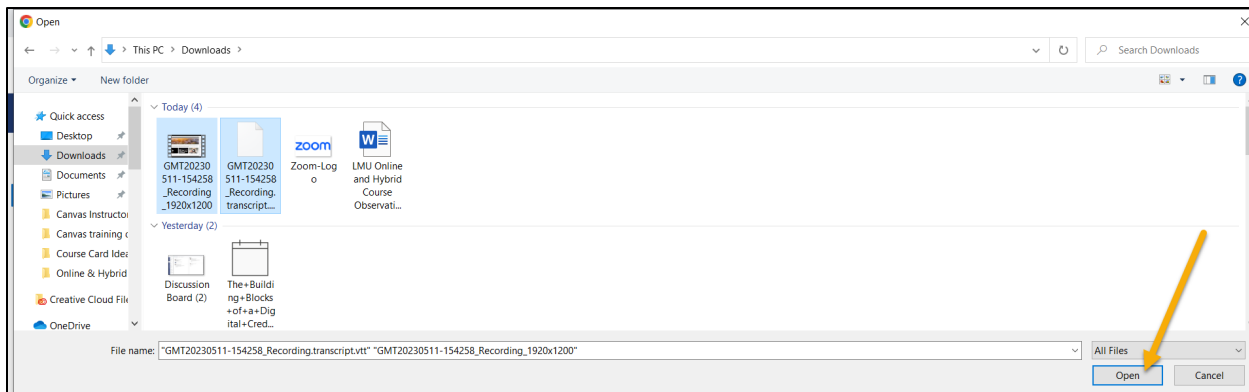 Open
This PC > Downloads >
Search Downloads
Organize
New folder
Quick access
Desktop
Downloads
Documents
Pictures
Canvas Instructor
Canvas training
Course Card Idea
Online & Hybrid
Creative Cloud File
OneDrive
Today (4)
GMT20230
511-154258
_Recording
_1920x1200
GMT20230
511-154258
_Recording.
transcript....
zoom
Zoom-Log
o
W
LMU Online
and Hybrid
Course
Observati...
Yesterday (2)
Discussion
Board (2)
The+Buildi
ng+Blocks
+of+a+Dig
ital+Cred...
File name: "GMT20230511-154258_Recording.transcript.vtt" "GMT20230511-154258_Recording_1920x1200"
All Files
Open
Cancel